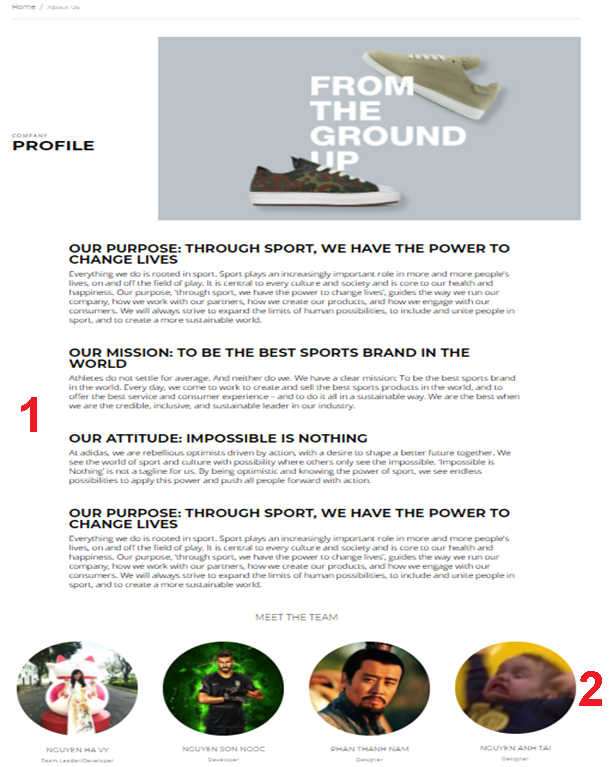 Home / About Us
COMPANY
PROFILE
FROM
THE
GROUND
UP
OUR PURPOSE: THROUGH SPORT, WE HAVE THE POWER TO
CHANGE LIVES
Everything we do is rooted in sport. Sport plays an increasingly important role in more and more people's
lives, on and off the field of play. It is central to every culture and society and is core to our health and
happiness. Our purpose, 'through sport, we have the power to change lives', guides the way we run our
company, how we work with our partners, how we create our products, and how we engage with our
consumers. We will always strive to expand the limits of human possibilities, to include and unite people in
sport, and to create a more sustainable world.
OUR MISSION: TO BE THE BEST SPORTS BRAND IN THE
WORLD
Athletes do not settle for average. And neither do we. We have a clear mission: To be the best sports brand
in the world. Every day, we come to work to create and sell the best sports products in the world, and to
offer the best service and consumer experience – and to do it all in a sustainable way. We are the best when
we are the credible, inclusive, and sustainable leader in our industry.
1
OUR ATTITUDE: IMPOSSIBLE IS NOTHING
At adidas, we are rebellious optimists driven by action, with a desire to shape a better future together. We
see the world of sport and culture with possibility where others only see the impossible. 'Impossible is
Nothing' is not a tagline for us. By being optimistic and knowing the power of sport, we see endless
possibilities to apply this power and push all people forward with action.
OUR PURPOSE: THROUGH SPORT, WE HAVE THE POWER TO
CHANGE LIVES
Everything we do is rooted in sport. Sport plays an increasingly important role in more and more people's
lives, on and off the field of play. It is central to every culture and society and is core to our health and
happiness. Our purpose, 'through sport, we have the power to change lives', guides the way we run our
company, how we work with our partners, how we create our products, and how we engage with our
consumers. We will always strive to expand the limits of human possibilities, to include and unite people in
sport, and to create a more sustainable world.
MEET THE TEAM
2
NGUYEN HA VY
Team Leader/Developer
NGUYEN SON NGOC
Developer
PHAN THANH NAM
Designer
NGUYEN ANH TAI
Designer